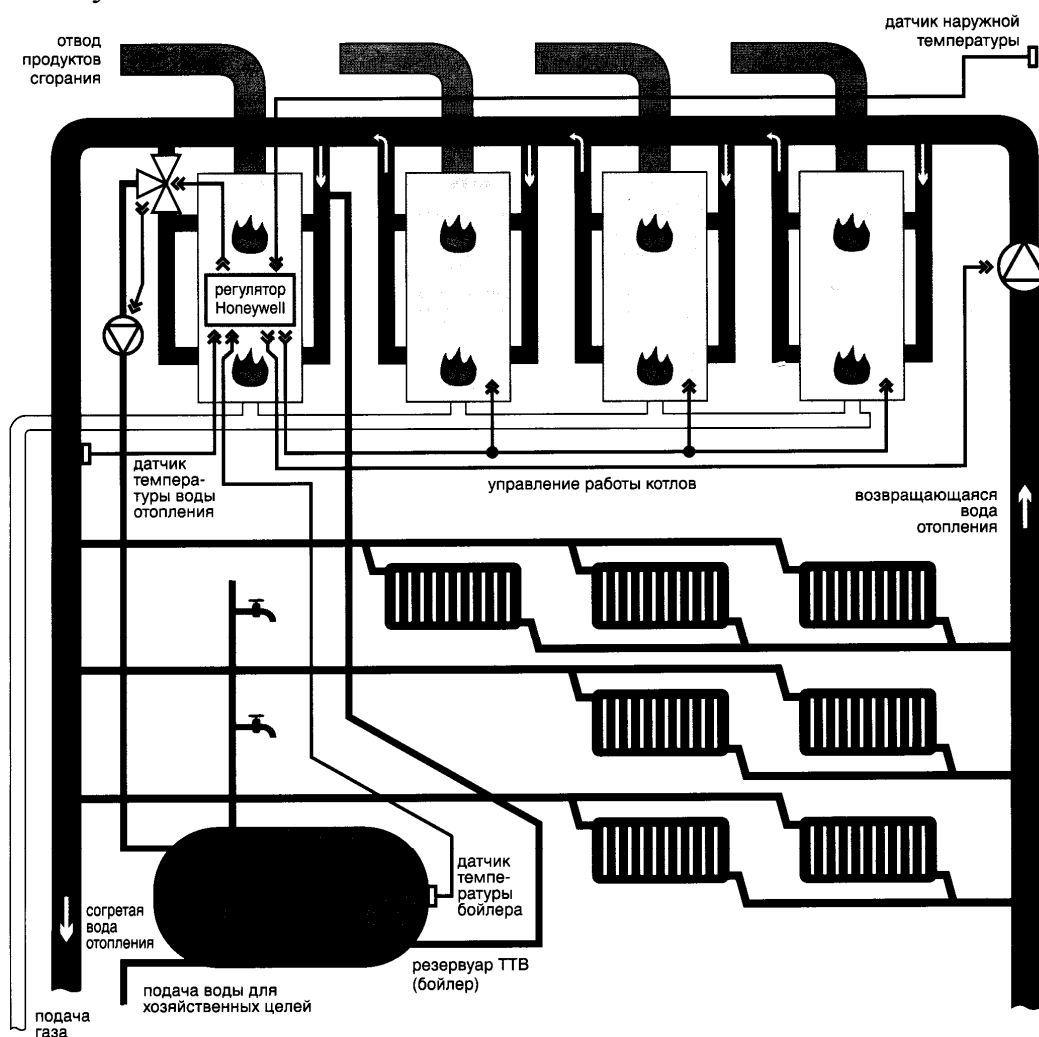 отвод
продуктов
сгорания
датчик наружной
температуры
регулятор
Honeywell
датчик
темпера-
туры воды
отопления
управление работы котлов
возвращающаяся
вода
отопления
датчик
темпе-
ратуры
бойлера
согретая
вода
отопления
резервуар ТТВ
(бойлер)
подача воды для
хозяйственных целей
подача
газа